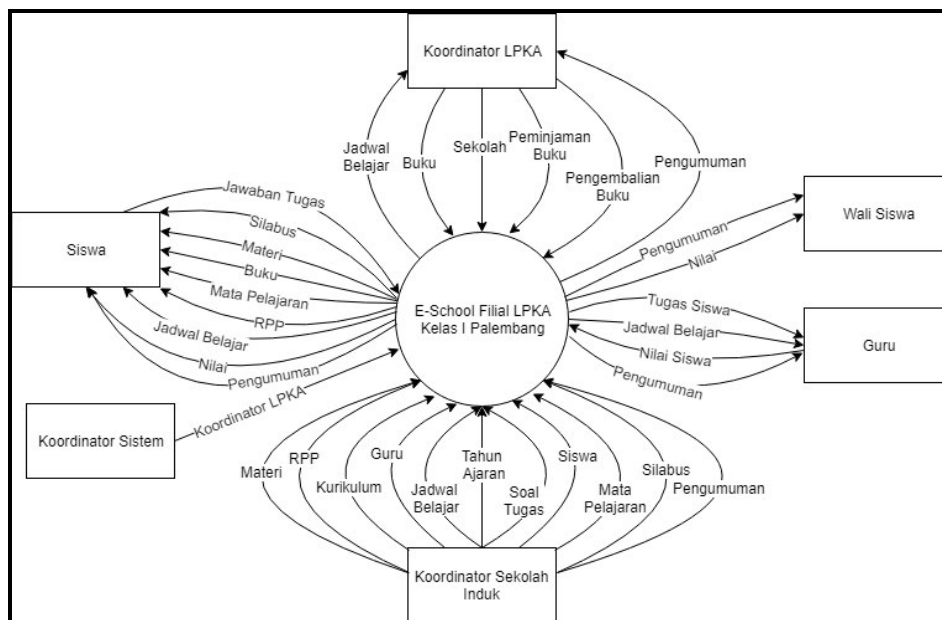 Koordinator LPKA
Jadwal
Belajar
Buku
Sekolah
Peminjaman
Buku
Pengembalian
Buku
Pengumuman
Jawaban Tugas
Silabus
Materi
Buku
Mata Pelajaran
RPP
Jadwal Belajar
Nilai
Pengumuman
Siswa
E-School Filial LPKA
Kelas I Palembang
Pengumuman
Nilai
Wali Siswa
Tugas Siswa
Jadwal Belajar
Nilai Siswa
Pengumuman
Guru
Koordinator Sistem
Koordinator LPKA
Materi
RPP
Kurikulum
Guru
Jadwal
Belajar
Tahun
Ajaran
Soal
Tugas
Siswa
Mata
Pelajaran
Silabus
Pengumuman
Koordinator Sekolah
Induk